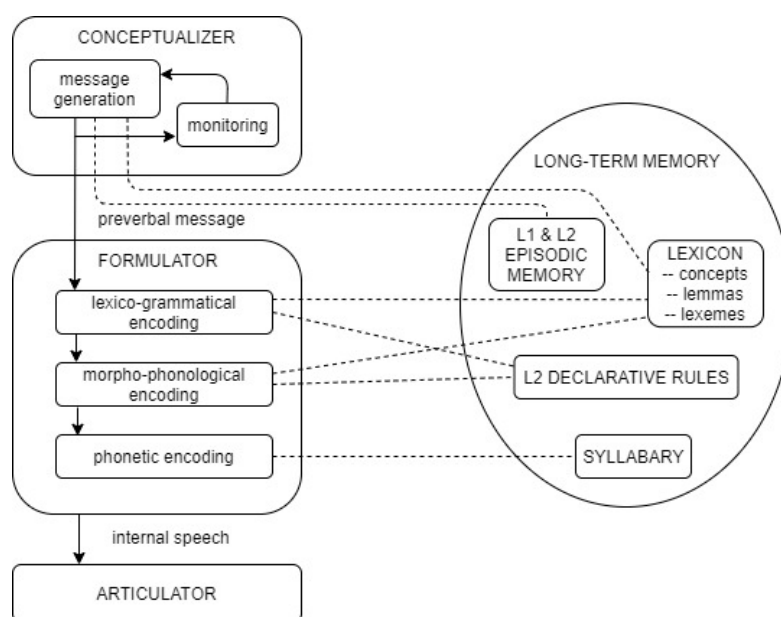 CONCEPTUALIZER
message
generation
monitoring
preverbal message
FORMULATOR
lexico-grammatical
encoding
morpho-phonological
encoding
phonetic encoding
internal speech
ARTICULATOR
LONG-TERM MEMORY
L1 & L2
EPISODIC
MEMORY
LEXICON
-- concepts
-- lemmas
-- lexemes
L2 DECLARATIVE RULES
SYLLABARY